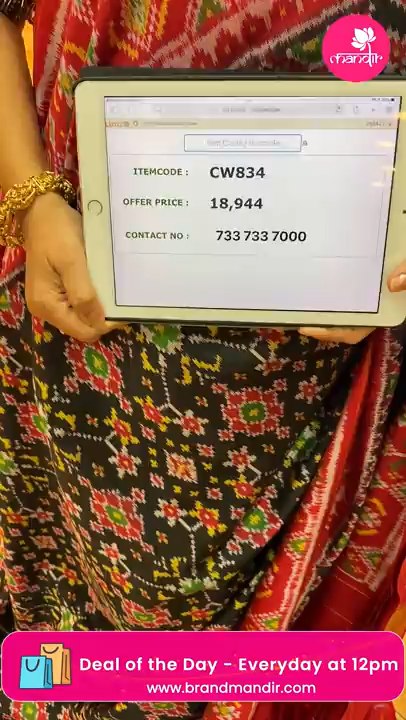 mandir
ITEMCODE : CW834
OFFER PRICE : 18,944
CONTACT NO : 733 733 7000
Deal of the Day - Everyday at 12pm
www.brandmandir.com